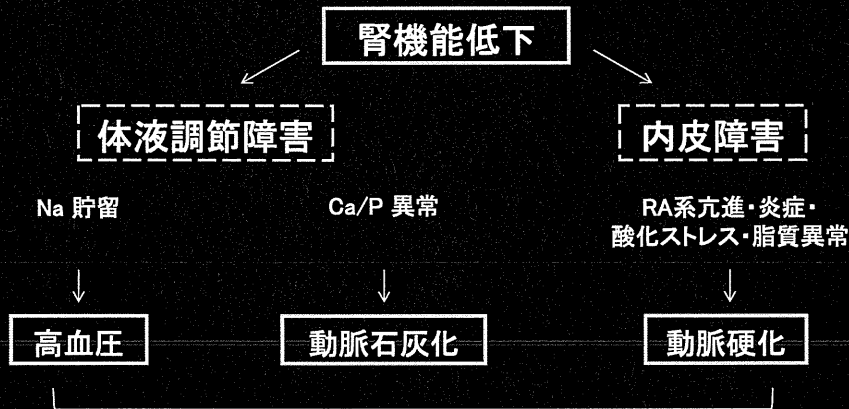 腎機能低下
体液調節障害
内皮障害
Na 貯留
Ca/P 異常
RA系亢進・炎症・
酸化ストレス・脂質異常
高血圧
動脈石灰化
動脈硬化